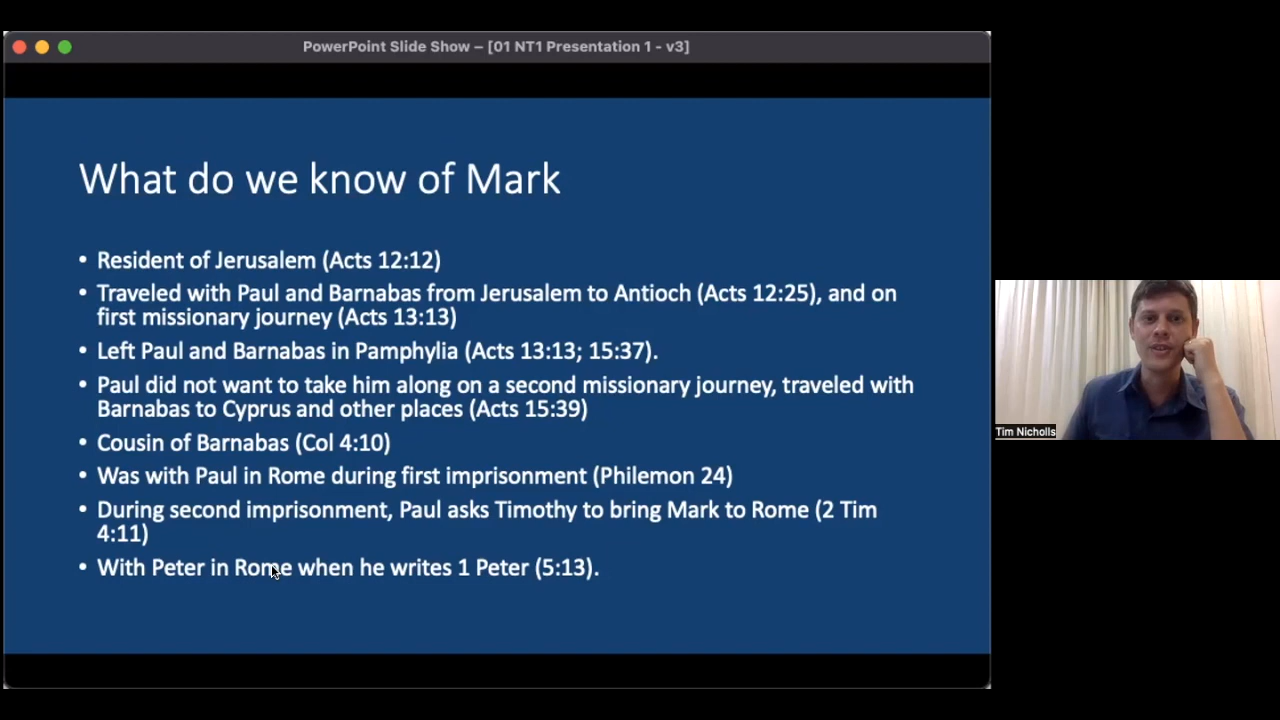 PowerPoint Slide Show – [01 NT1 Presentation 1 - v3]
What do we know of Mark
• Resident of Jerusalem (Acts 12:12)
• Traveled with Paul and Barnabas from Jerusalem to Antioch (Acts 12:25), and on
first missionary journey (Acts 13:13)
• Left Paul and Barnabas in Pamphylia (Acts 13:13; 15:37).
• Paul did not want to take him along on a second missionary journey, traveled with
Barnabas to Cyprus and other places (Acts 15:39)
• Cousin of Barnabas (Col 4:10)
• Was with Paul in Rome during first imprisonment (Philemon 24)
• During second imprisonment, Paul asks Timothy to bring Mark to Rome (2 Tim
4:11)
• With Peter in Rome when he writes 1 Peter (5:13).
Tim Nicholls